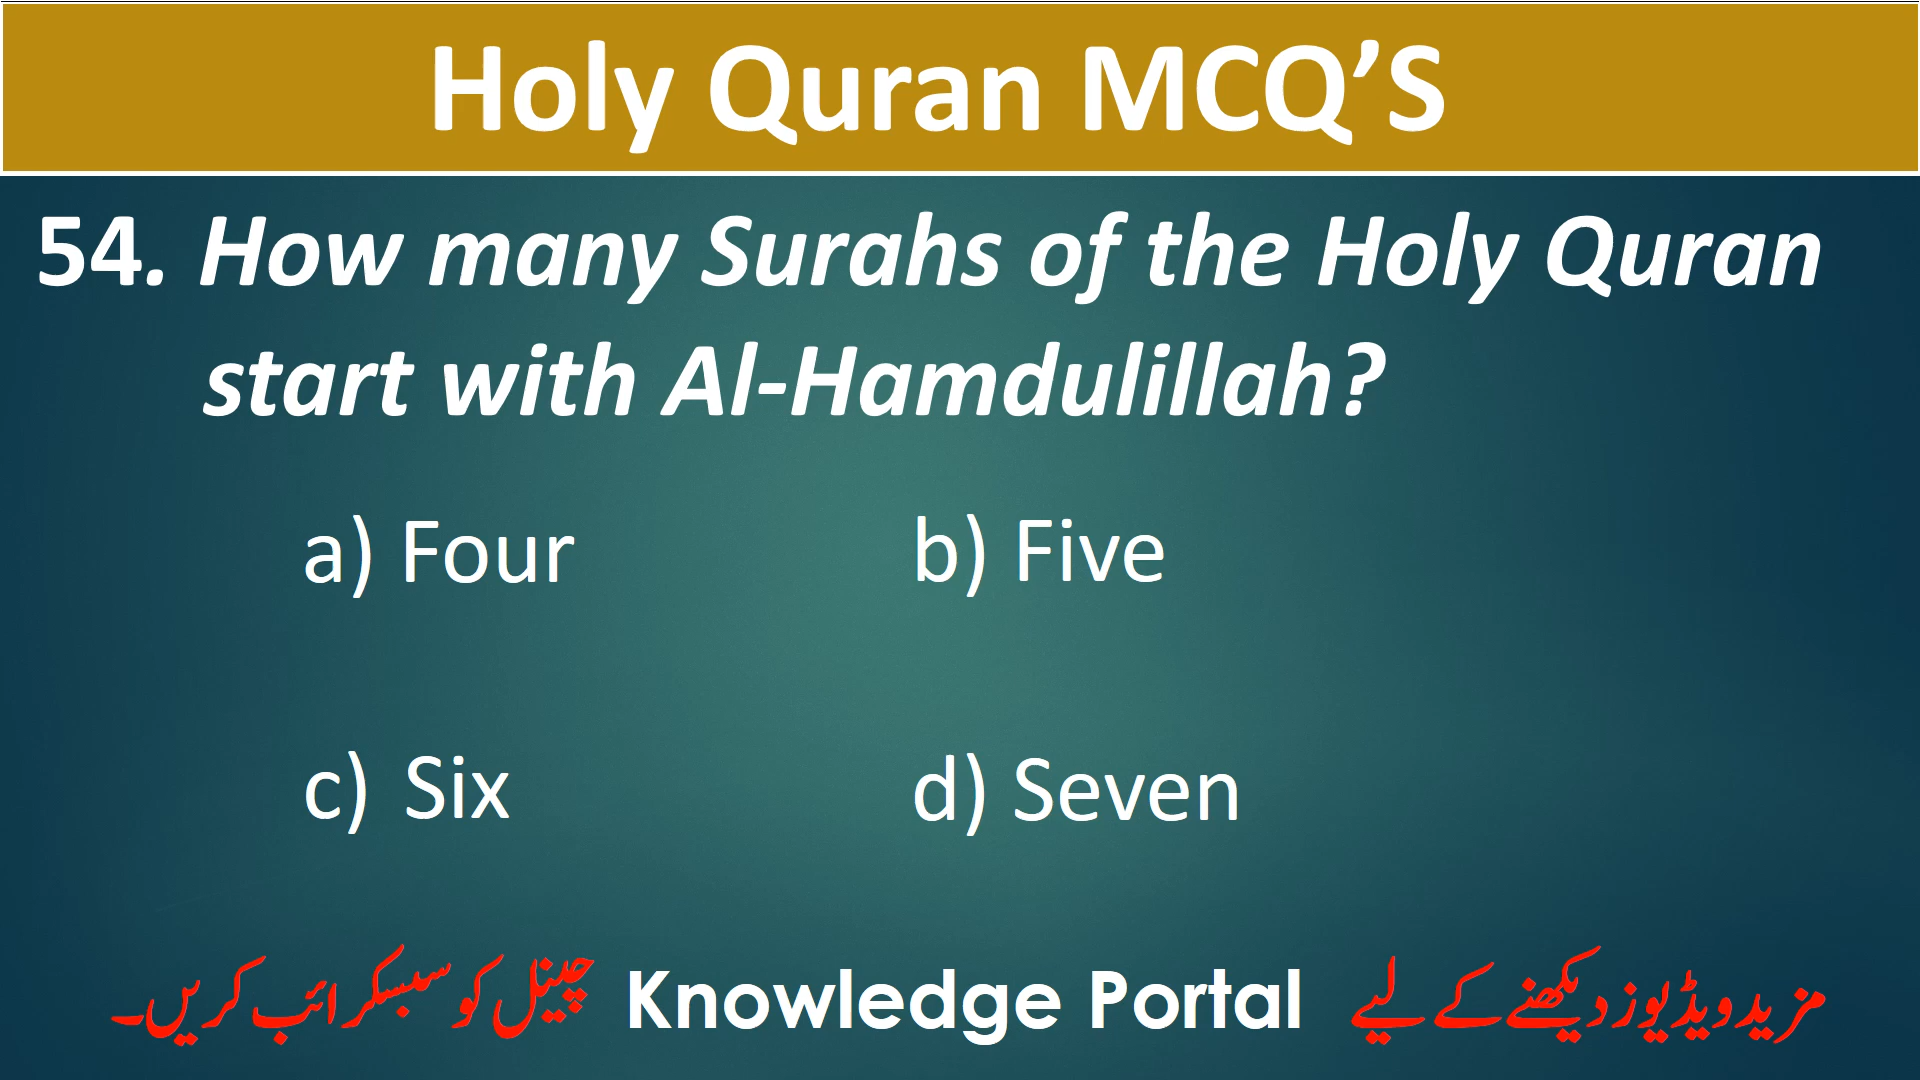 Holy Quran MCQ’S
54. How many Surahs of the Holy Quran
start with Al-Hamdulillah?
a) Four b) Five
c) Six d) Seven
مزید ویڈیوز دیکھنے کے لیے Knowledge Portal چینل کو سبسکرائب کریں۔